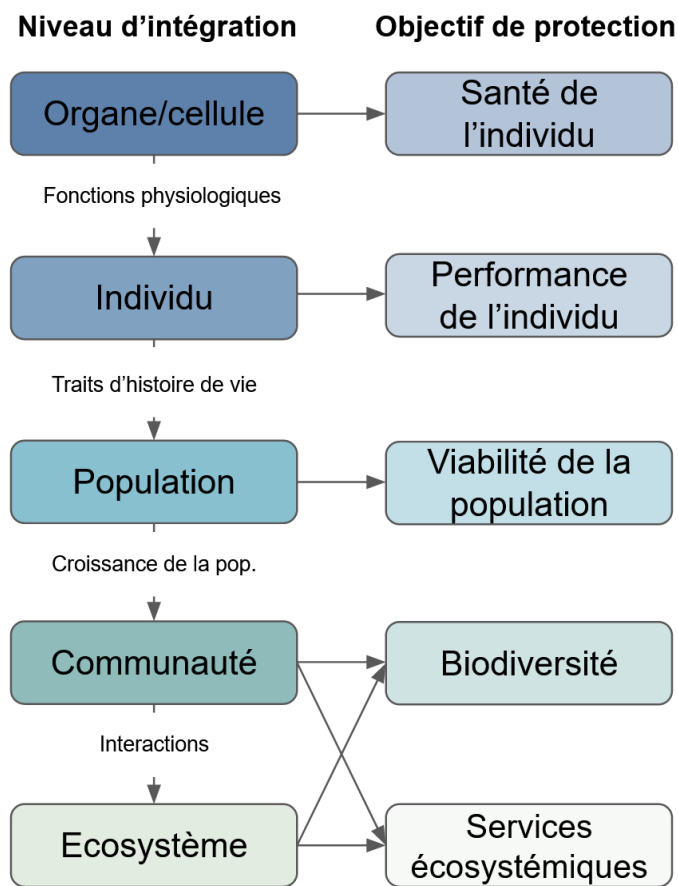 Niveau d’intégration
Objectif de protection
Organe/cellule
Santé de
l’individu
Fonctions physiologiques
Individu
Performance
de l’individu
Traits d’histoire de vie
Population
Viabilité de la
population
Croissance de la pop.
Communauté
Biodiversité
Interactions
Ecosystème
Services
écosystémiques